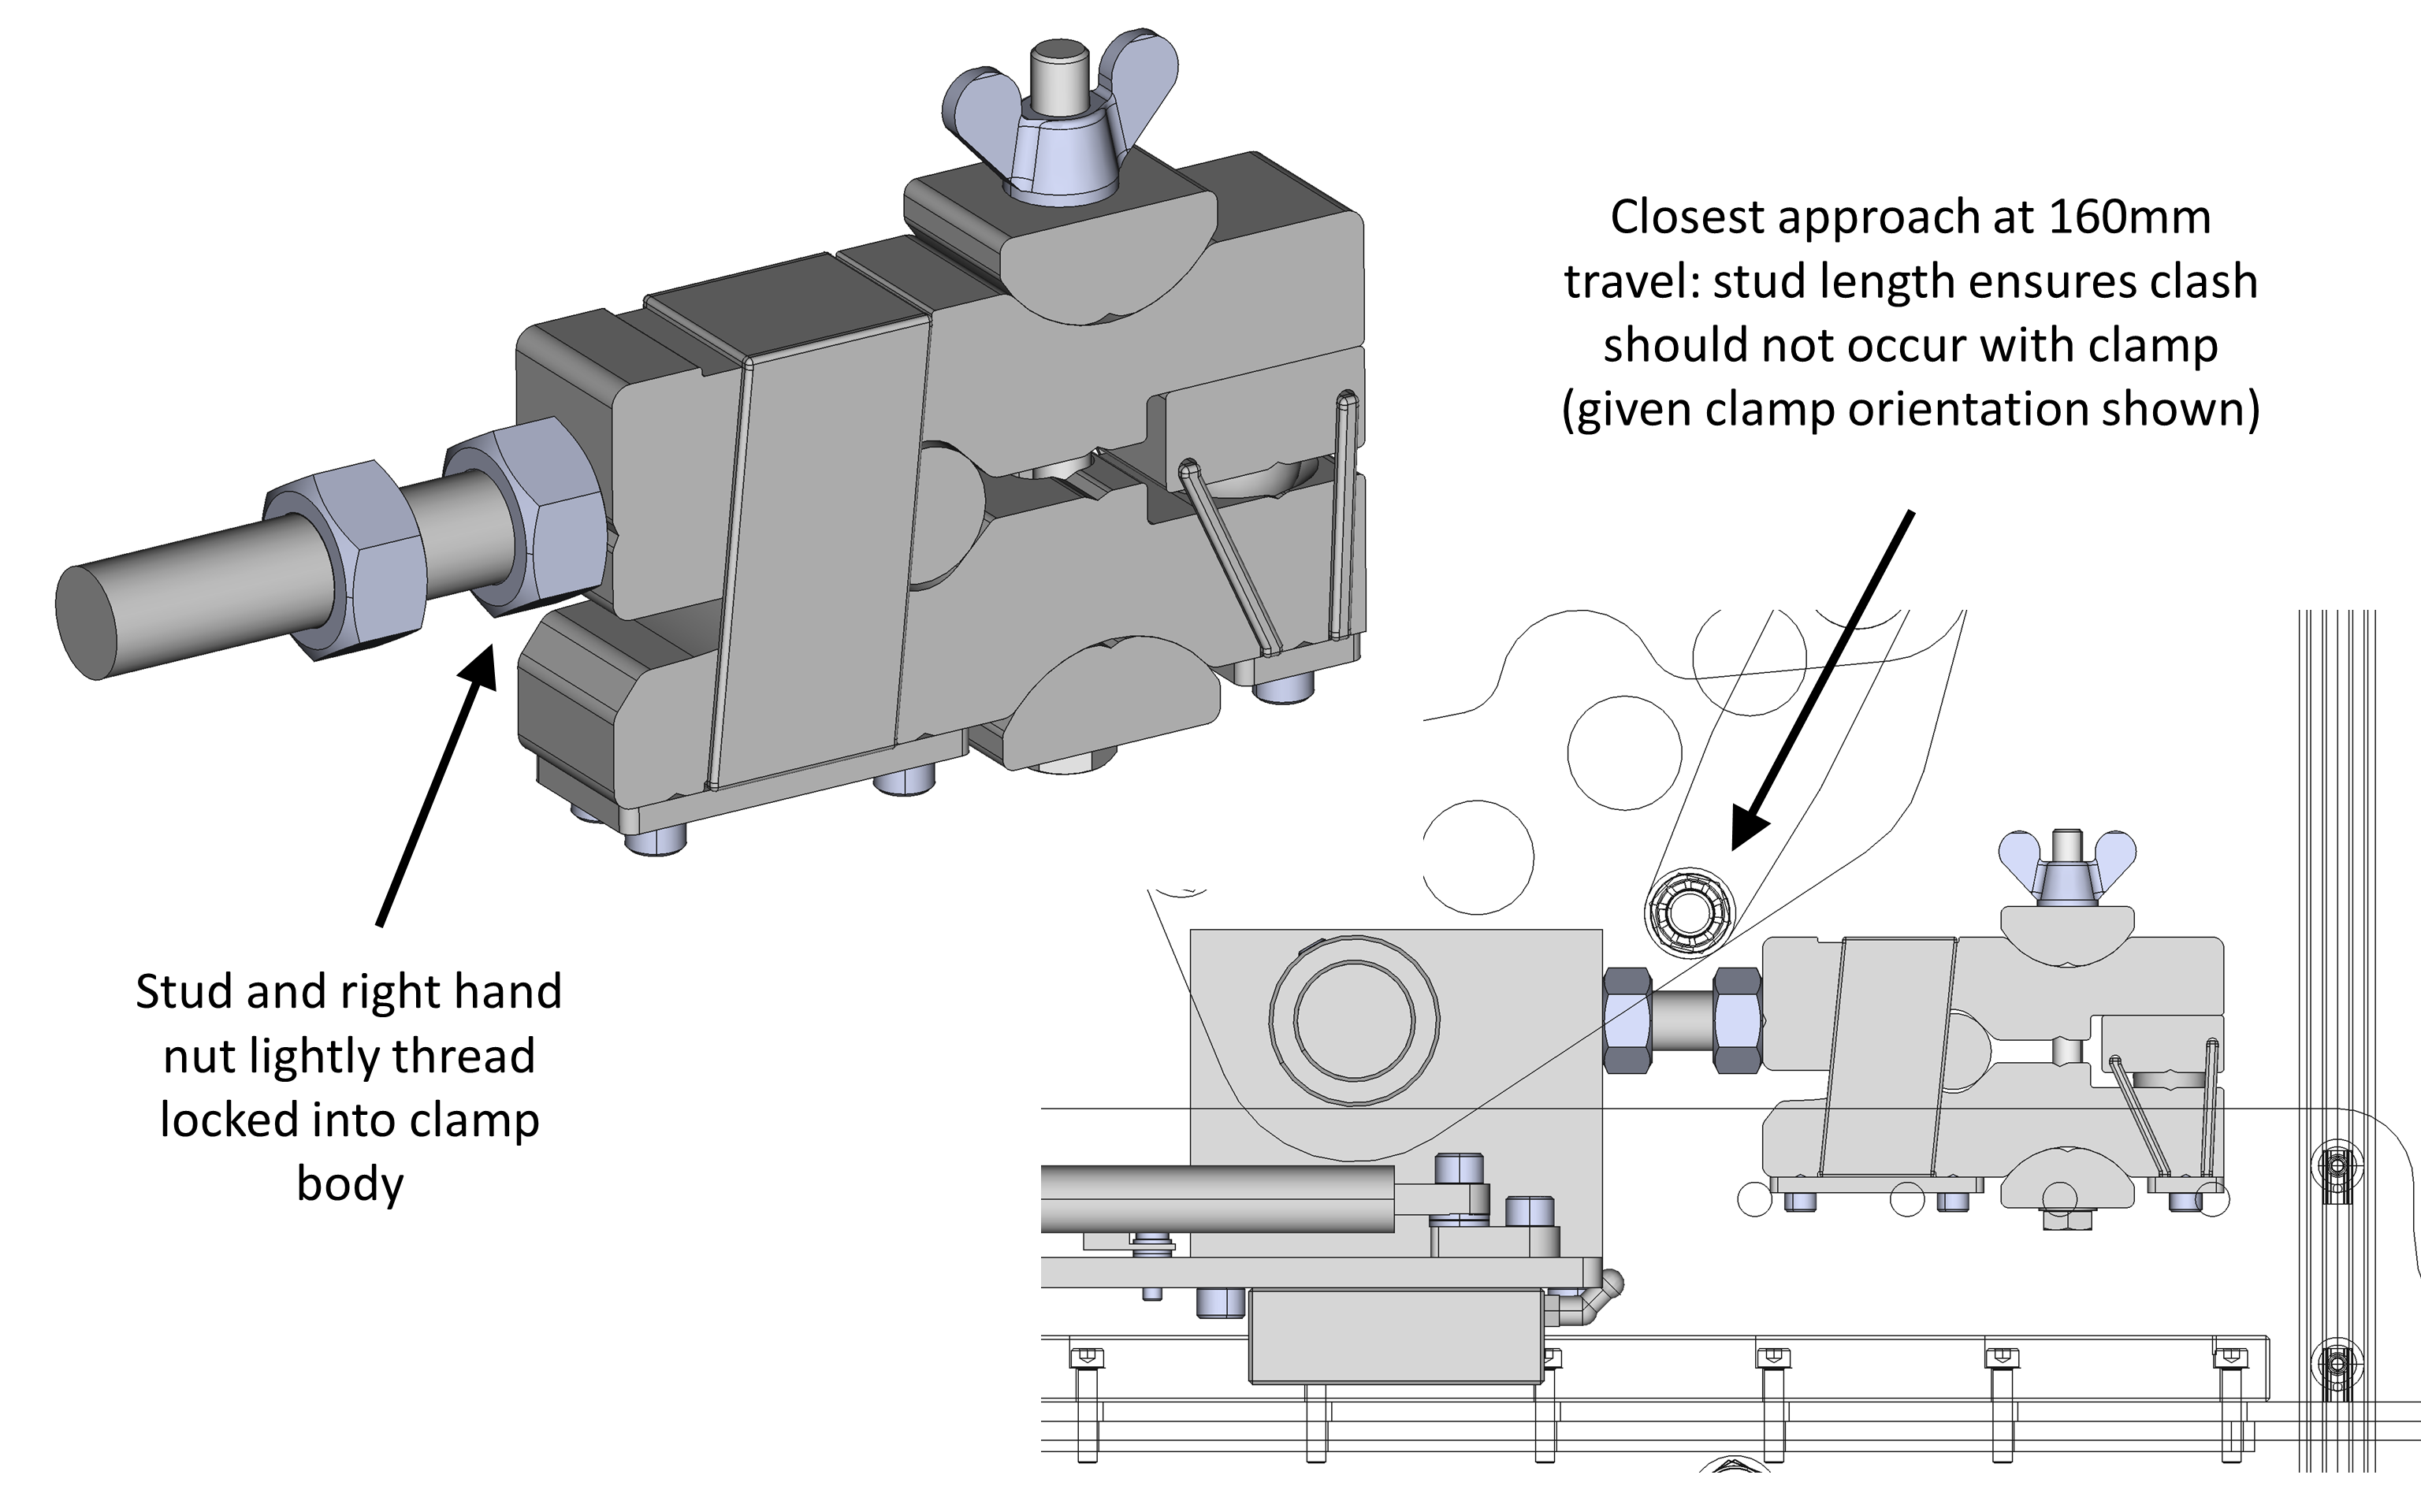 Closest approach at 160mm
travel: stud length ensures clash
should not occur with clamp
(given clamp orientation shown)
Stud and right hand
nut lightly thread
locked into clamp
body